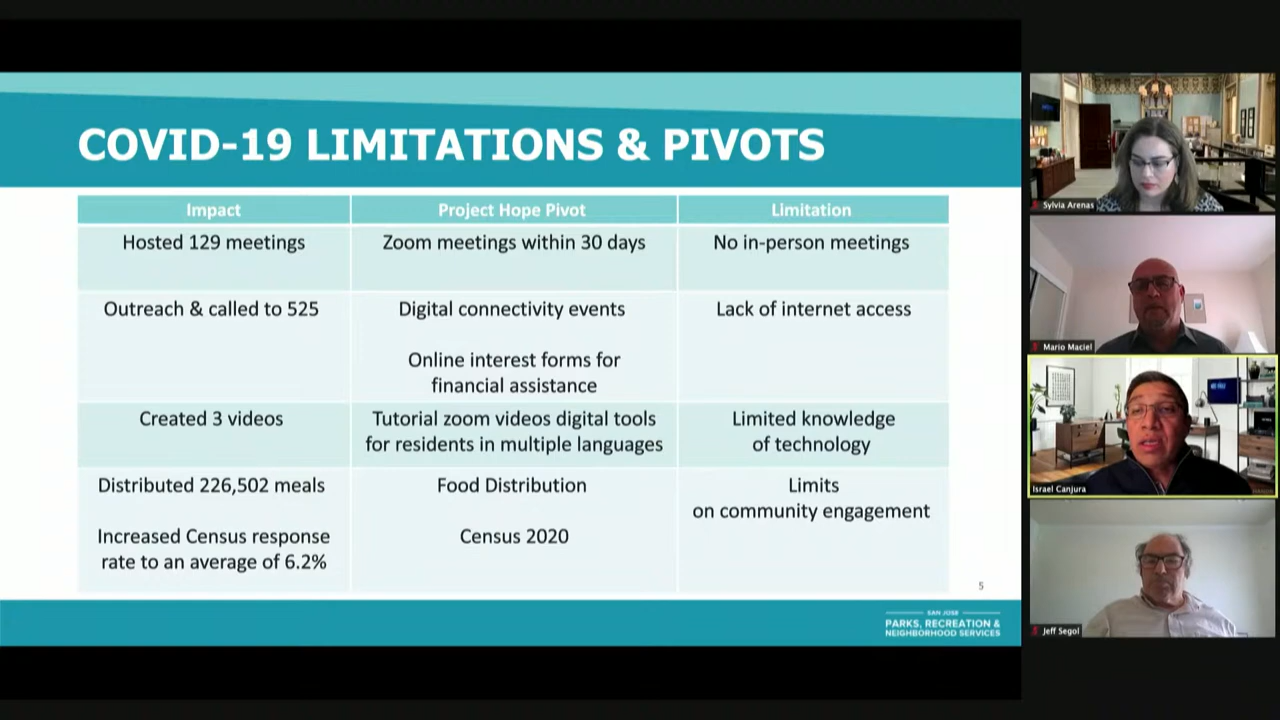 COVID-19 LIMITATIONS & PIVOTS
Impact
Project Hope Pivot
Limitation
Hosted 129 meetings
Zoom meetings within 30 days
No in-person meetings
Outreach & called to 525
Digital connectivity events
Online interest forms for
financial assistance
Lack of internet access
Created 3 videos
Tutorial zoom videos digital tools
for residents in multiple languages
Limited knowledge
of technology
Distributed 226,502 meals
Increased Census response
rate to an average of 6.2%
Food Distribution
Census 2020
Limits
on community engagement
5
SAN JOSE
PARKS, RECREATION &
NEIGHBORHOOD SERVICES
Sylvia Arenas
Mario Maciel
Israel Canjura
Jeff Segol